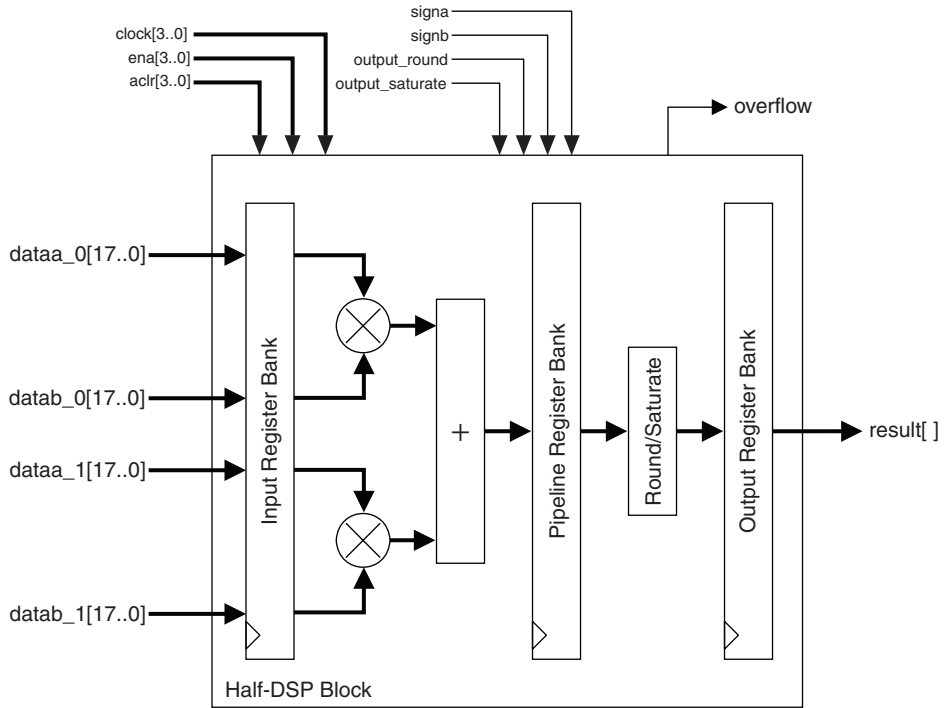 signa
clock[3..0]
signb
ena[3..0]
output_round
aclr[3..0]
output_saturate
overflow
dataa_0[17..0]
datab_0[17..0]
dataa_1[17..0]
datab_1[17..0]
Input Register Bank
+
Pipeline Register Bank
Round/Saturate
Output Register Bank
result[ ]
Half-DSP Block